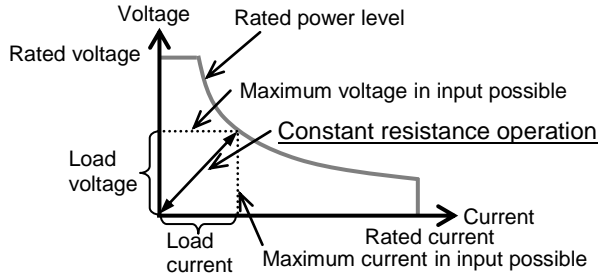 Voltage
Rated power level
Rated voltage
Maximum voltage in input possible
Constant resistance operation
Load
voltage
Current
Rated current
Load
current
Maximum current in input possible